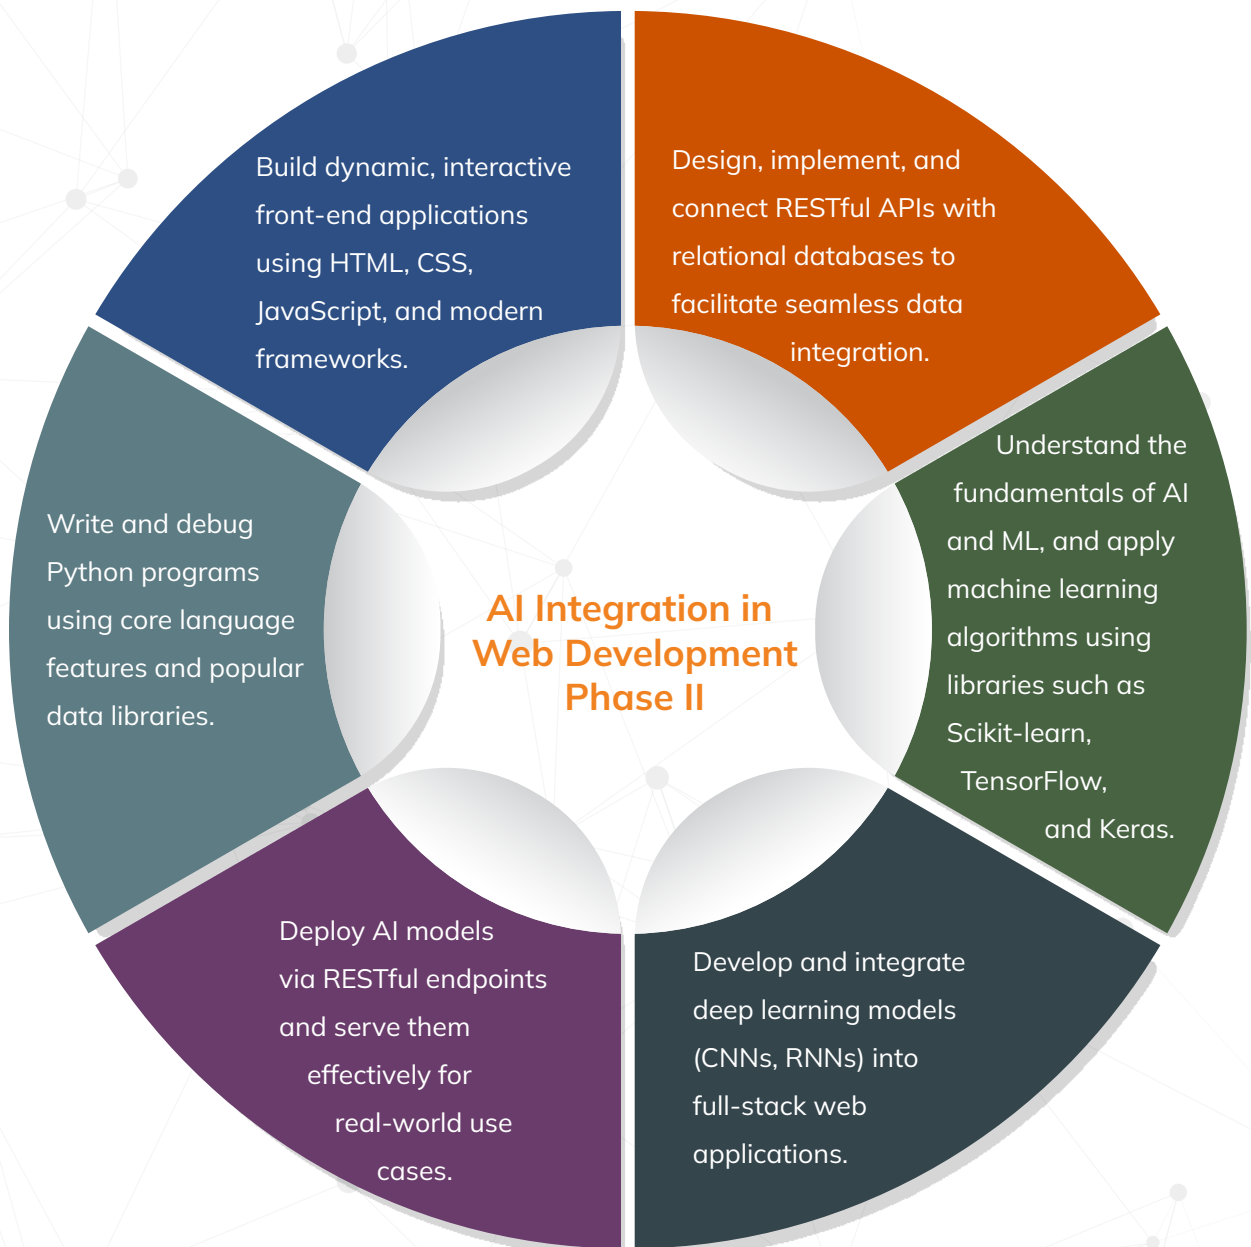 Build dynamic, interactive
front-end applications
using HTML, CSS,
JavaScript, and modern
frameworks.
Design, implement, and
connect RESTful APIs with
relational databases to
facilitate seamless data
integration.
Understand the
fundamentals of AI
and ML, and apply
machine learning
algorithms using
libraries such as
Scikit-learn,
TensorFlow,
and Keras.
Write and debug
Python programs
using core language
features and popular
data libraries.
AI Integration in
Web Development
Phase II
Deploy AI models
via RESTful endpoints
and serve them
effectively for
real-world use
cases.
Develop and integrate
deep learning models
(CNNs, RNNs) into
full-stack web
applications.